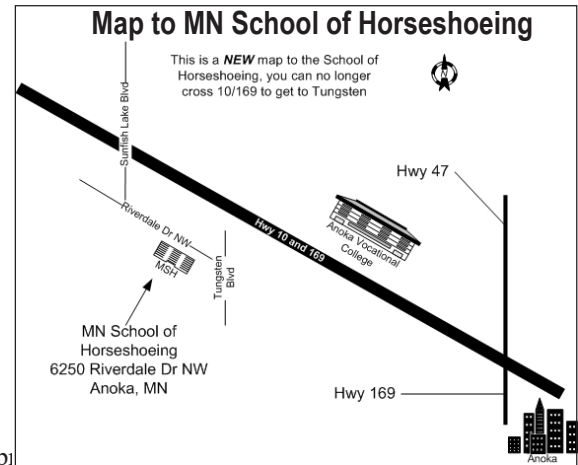 Map to MN School of Horseshoeing
This is a NEW map to the School of
Horseshoeing, you can no longer
cross 10/169 to get to Tungsten
N
Sunfish Lake Blvd
Hwy 47
Riverdale Dr NW
Hwy 10 and 169
Anoka Vocational
College
MSH
Tungsten
Blvd
MN School of
Horseshoeing
6250 Riverdale Dr NW
Anoka, MN
Hwy 169
Anoka